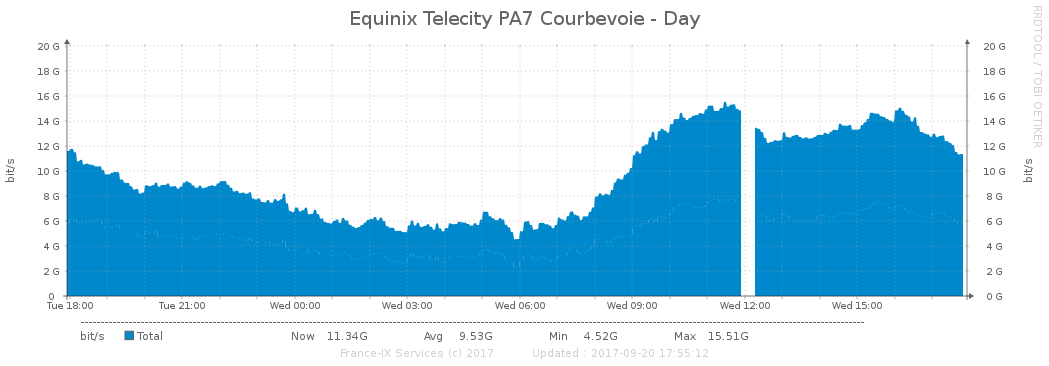 Equinix Telecity PA7 Courbevoie - Day
RRDTOOL / TOBI OETIKER
20 G 20 G
18 G 18 G
16 G 16 G
14 G 14 G
12 G 12 G
10 G 10 G
8 G 8 G
6 G 6 G
4 G 4 G
2 G 2 G
0 0 G
bit/s
bit/s
Tue 18:00 Tue 21:00 Wed 00:00 Wed 03:00 Wed 06:00 Wed 09:00 Wed 12:00 Wed 15:00
bit/s Total Now 11.34G Avg 9.53G Min 4.52G Max 15.51G
France-IX Services (c) 2017 Updated : 2017-09-20 17:55:12